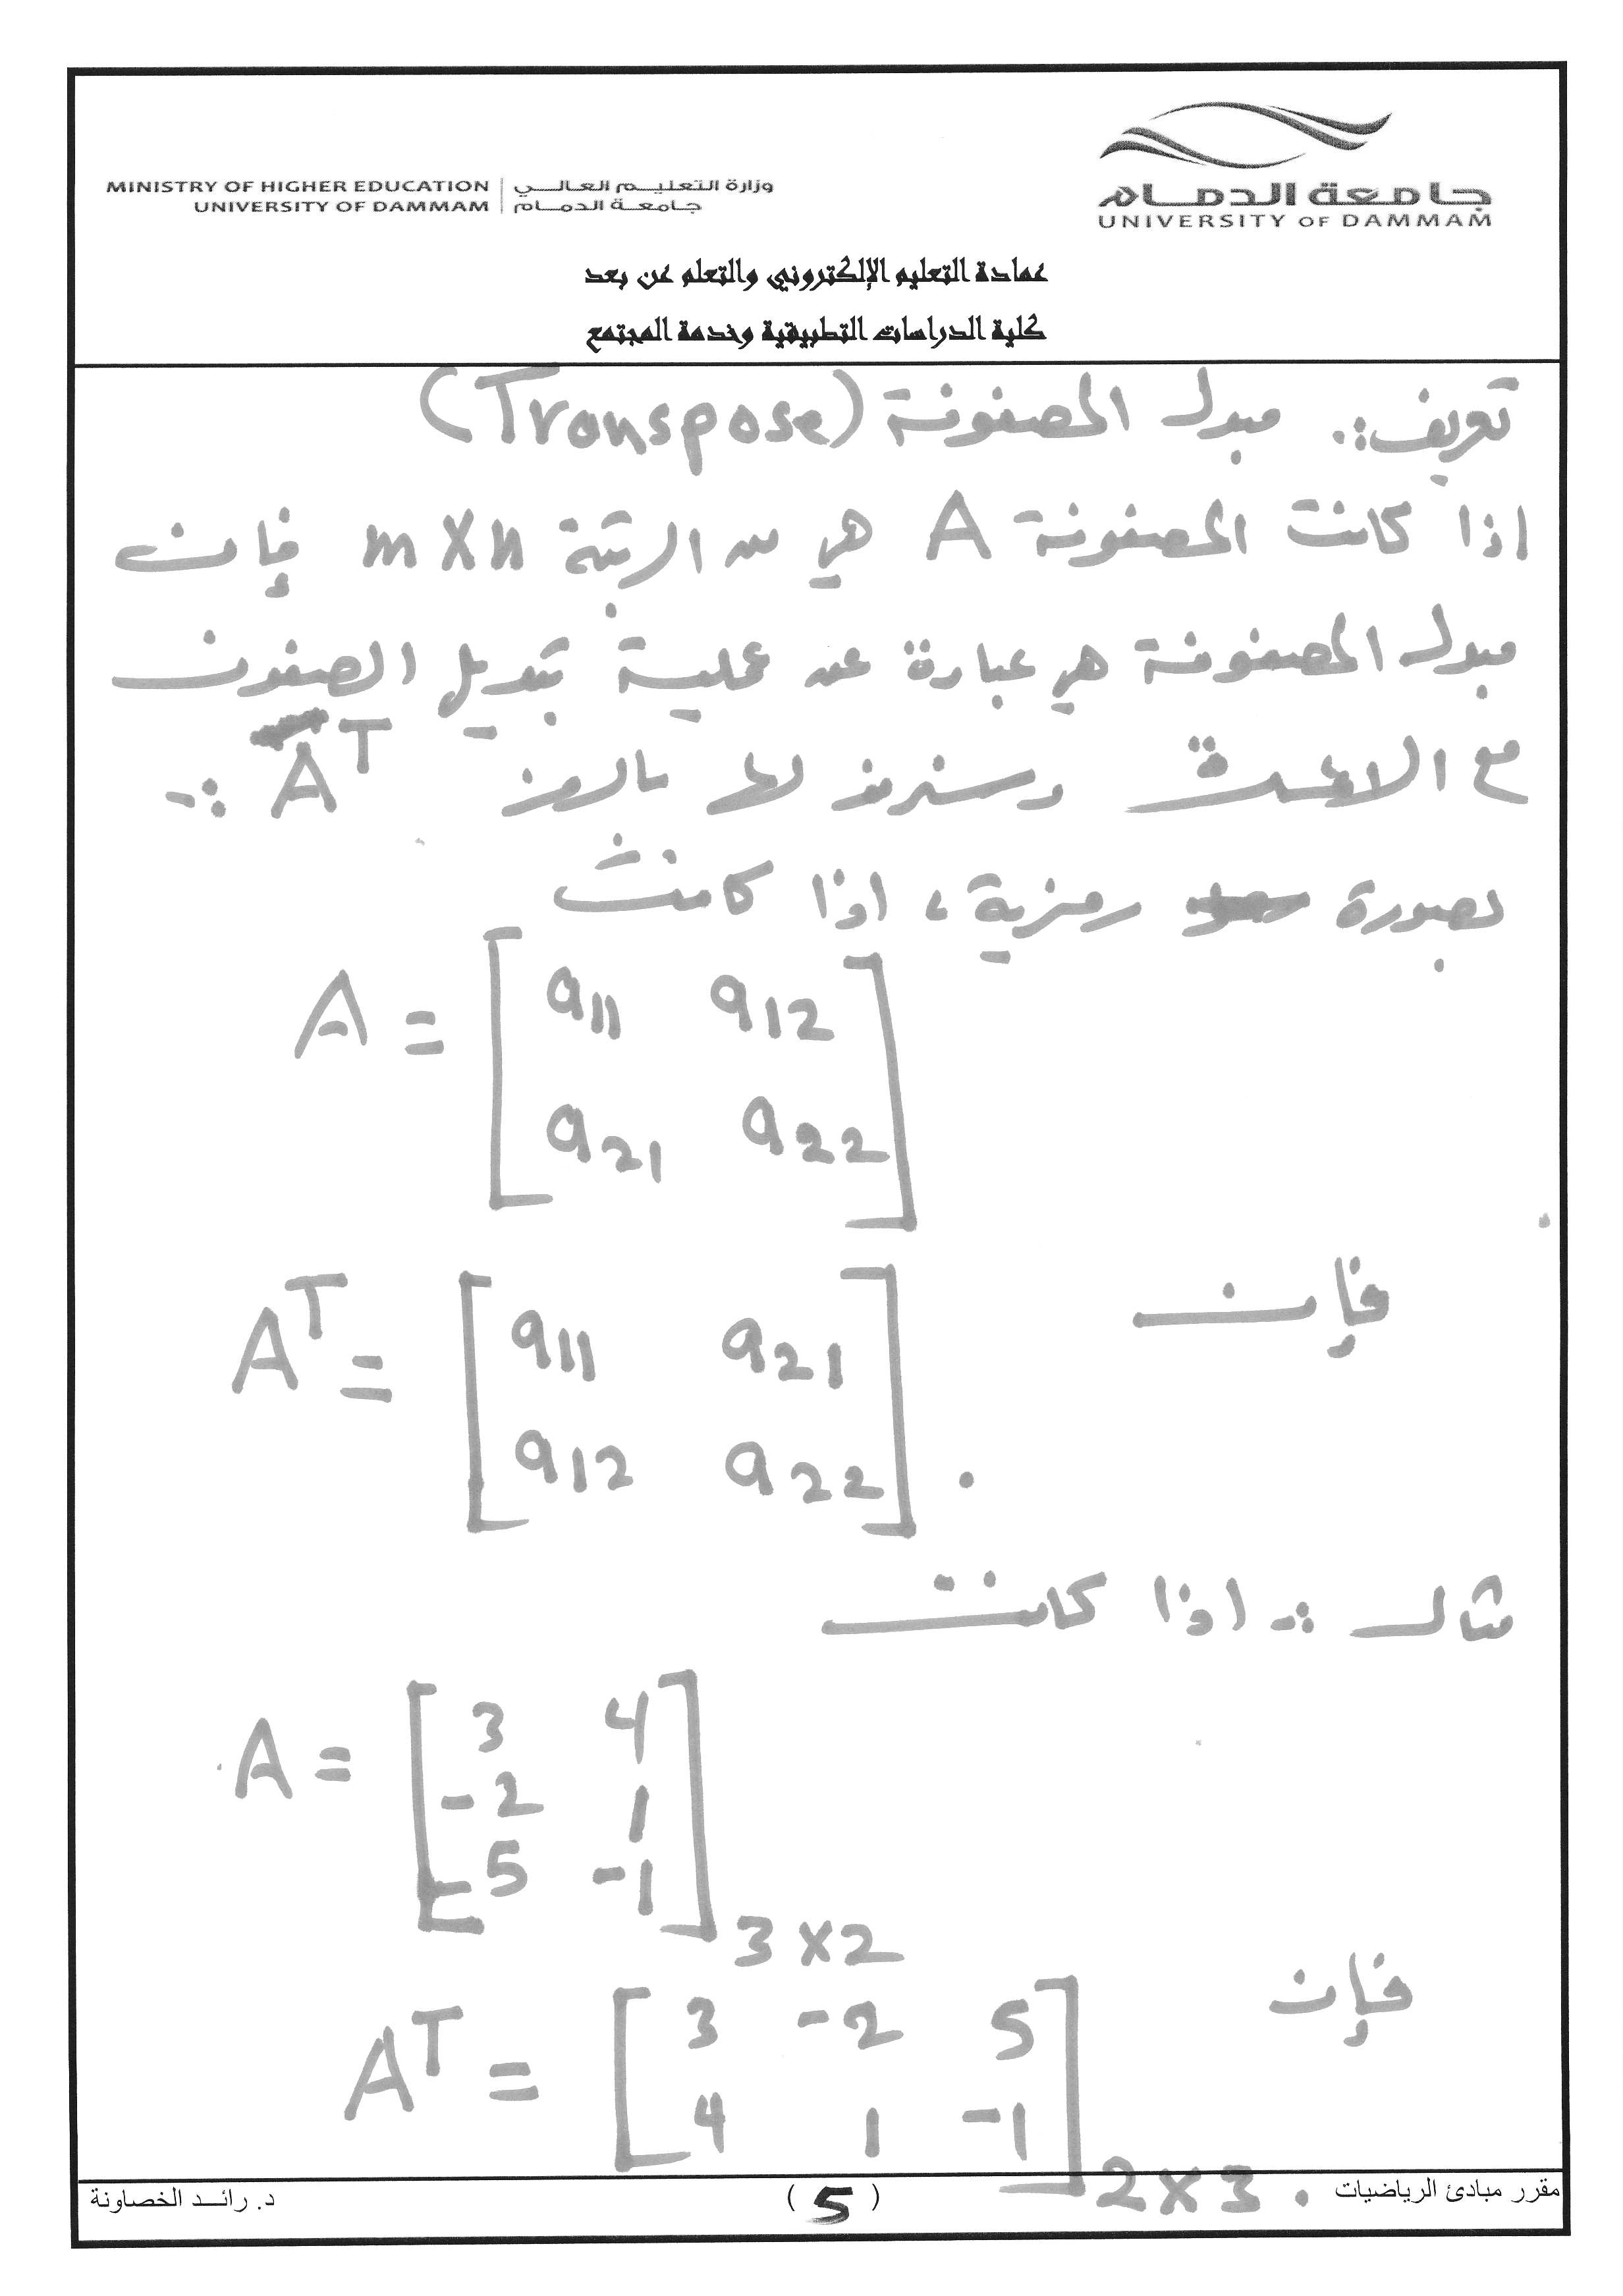 جامعة الدمام
UNIVERSITY OF DAMMAM
MINISTRY OF HIGHER EDUCATION | وزارة التعليم العالي
UNIVERSITY OF DAMMAM | جامعة الدمام
عمادة التعليم الإلكتروني والتعلم عن بعد
كلية الدراسات التطبيقية وخدمة المجتمع
تعريف :. مبدل المصفوفة (Transpose)
اذا كانت المصفوفة A هي من الرتبة m X n فإن
مبدل المصفوفة هي عبارة عن عملية تبديل الصفوف
مع الاعمدة وسنرمز لها بالرمز A^T :-
بصورة رمزية ، اذا كانت
A = [ a11 a12
a21 a22 ]
فإن
A^T = [ a11 a21
a12 a22 ] .
مثال :- اذا كانت
A = [ 3 4
-2 1
-5 -1 ] 3 x 2
فإن
A^T = [ 3 -2 5
4 1 -1 ] 2 x 3 .
مقرر مبادئ الرياضيات
( 5 )
د. رائد الخصاونة